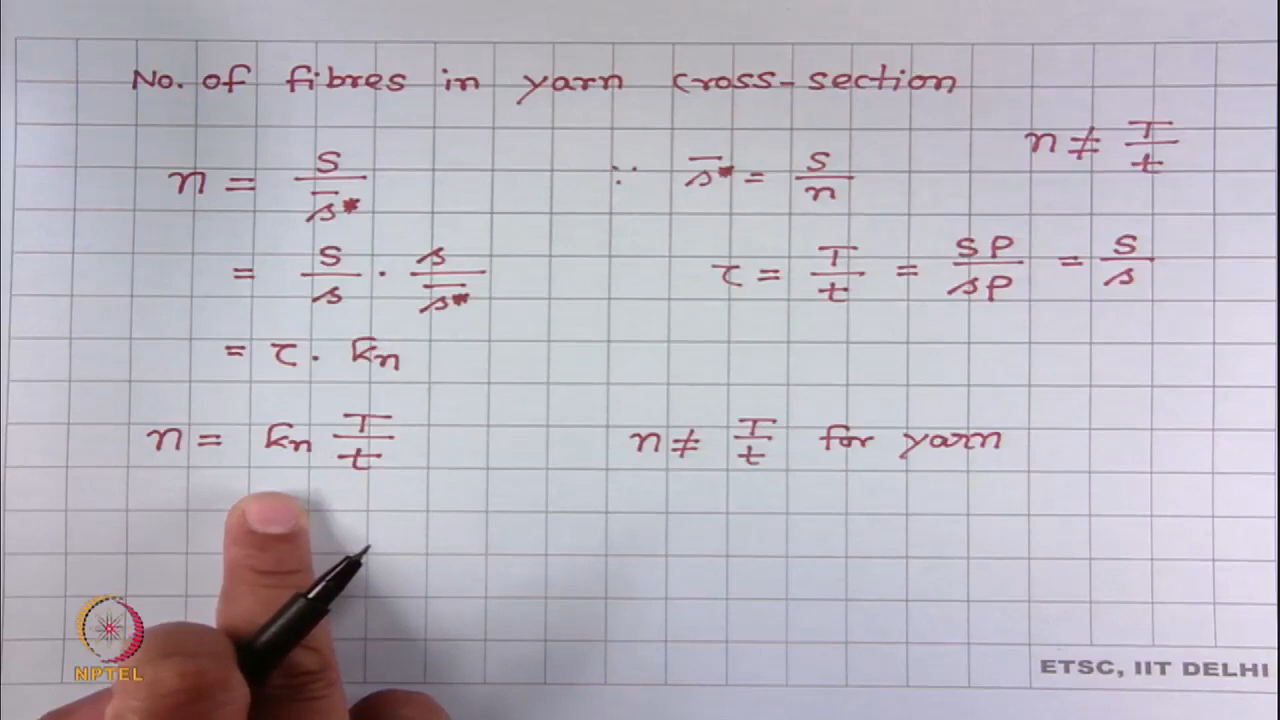 No. of fibres in yarn cross-section
n ≠ T/t
n = S/s̄*
∵ s̄* = S/n
= S/s · s/s̄*
τ = T/t = Sρ/sρ = S/s
= τ · kn
n = kn T/t
n ≠ T/t for yarn
NPTEL
ETSC, IIT DELHI